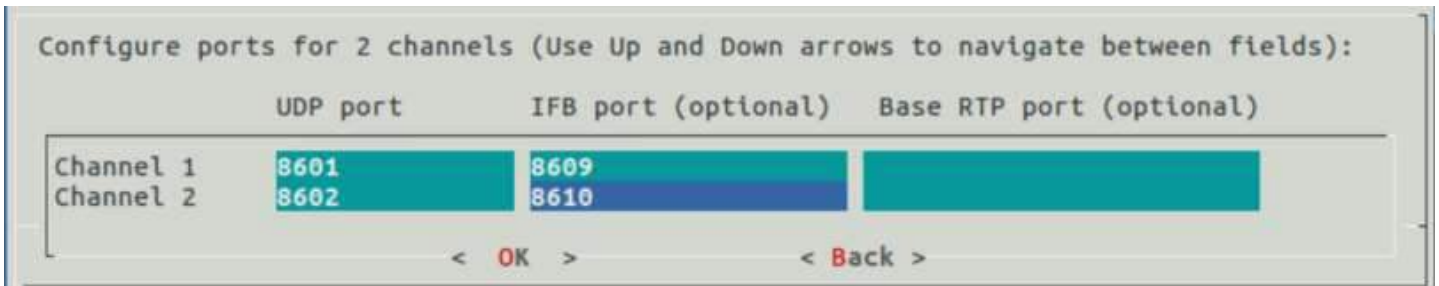 Configure ports for 2 channels (Use Up and Down arrows to navigate between fields):
UDP port IFB port (optional) Base RTP port (optional)
Channel 1 8601 8609
Channel 2 8602 8610
< OK > < Back >